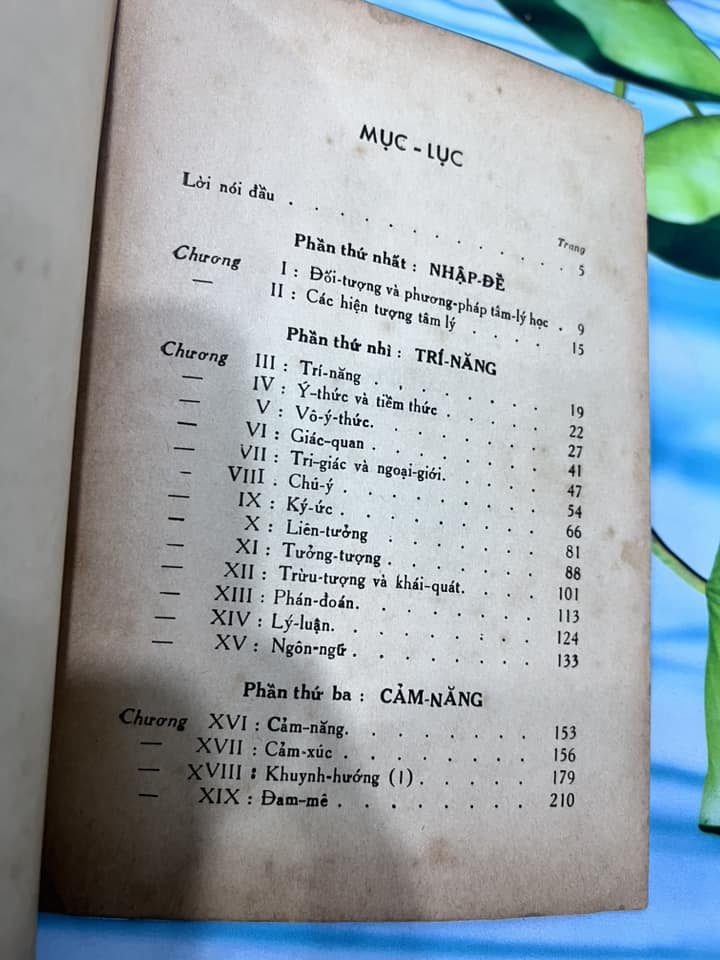 MỤC - LỤC
Trang
Lời nói đầu . . . . . . . . . . . . 5
Phần thứ nhất : NHẬP-ĐỀ
Chương I : Đối-tượng và phương-pháp tâm-lý học . 9
— II : Các hiện tượng tâm lý . . . . 15
Phần thứ nhì : TRÍ-NĂNG
Chương III : Trí-năng . . . . . . . . 19
— IV : Ý-thức và tiềm thức . . . . . 22
— V : Vô-ý-thức. . . . . . . . 27
— VI : Giác-quan . . . . . . . . 41
— VII : Tri-giác và ngoại-giới. . . . . 47
— VIII . Chú-ý . . . . . . . . . 54
— IX : Ký-ức . . . . . . . . . 66
— X : Liên-tưởng . . . . . . . . 81
— XI : Tưởng-tượng . . . . . . . 88
— XII : Trừu-tượng và khái-quát. . . . . 101
— XIII : Phán-đoán. . . . . . . . 113
— XIV : Lý-luận. . . . . . . . . 124
— XV : Ngôn-ngữ . . . . . . . . 133
Phần thứ ba : CẢM-NĂNG
Chương XVI : Cảm-năng. . . . . . . . 153
— XVII : Cảm-xúc . . . . . . . . 156
— XVIII : Khuynh-hướng (1) . . . . . . 179
— XIX : Đam-mê . . . . . . . . 210